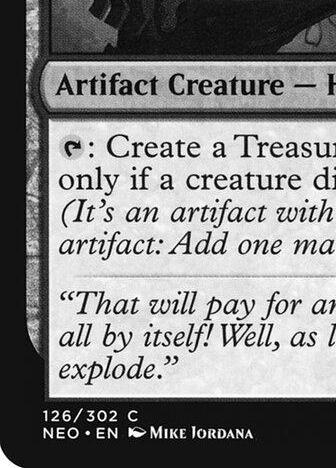 Artifact Creature —
: Create a Treasur
only if a creature di
(It's an artifact with
artifact: Add one ma
“That will pay for an
all by itself! Well, as l
explode.”
126/302 C
NEO • EN Mike Jordana